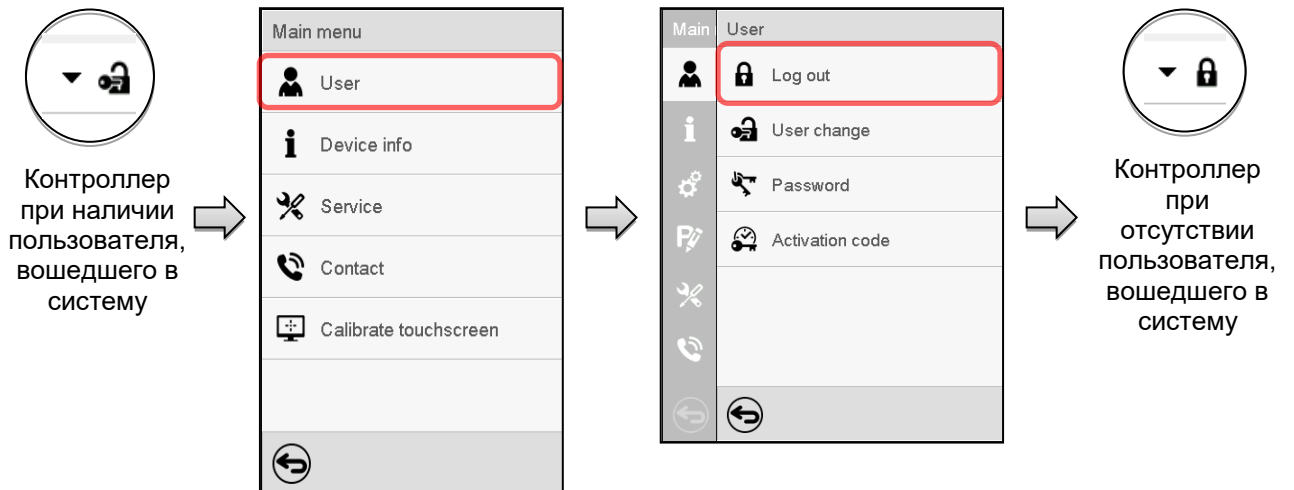 Контроллер
при наличии
пользователя,
вошедшего в
систему
Main menu
User
Device info
Service
Contact
Calibrate touchscreen
Main
User
Log out
User change
Password
Activation code
Контроллер
при
отсутствии
пользователя,
вошедшего в
систему